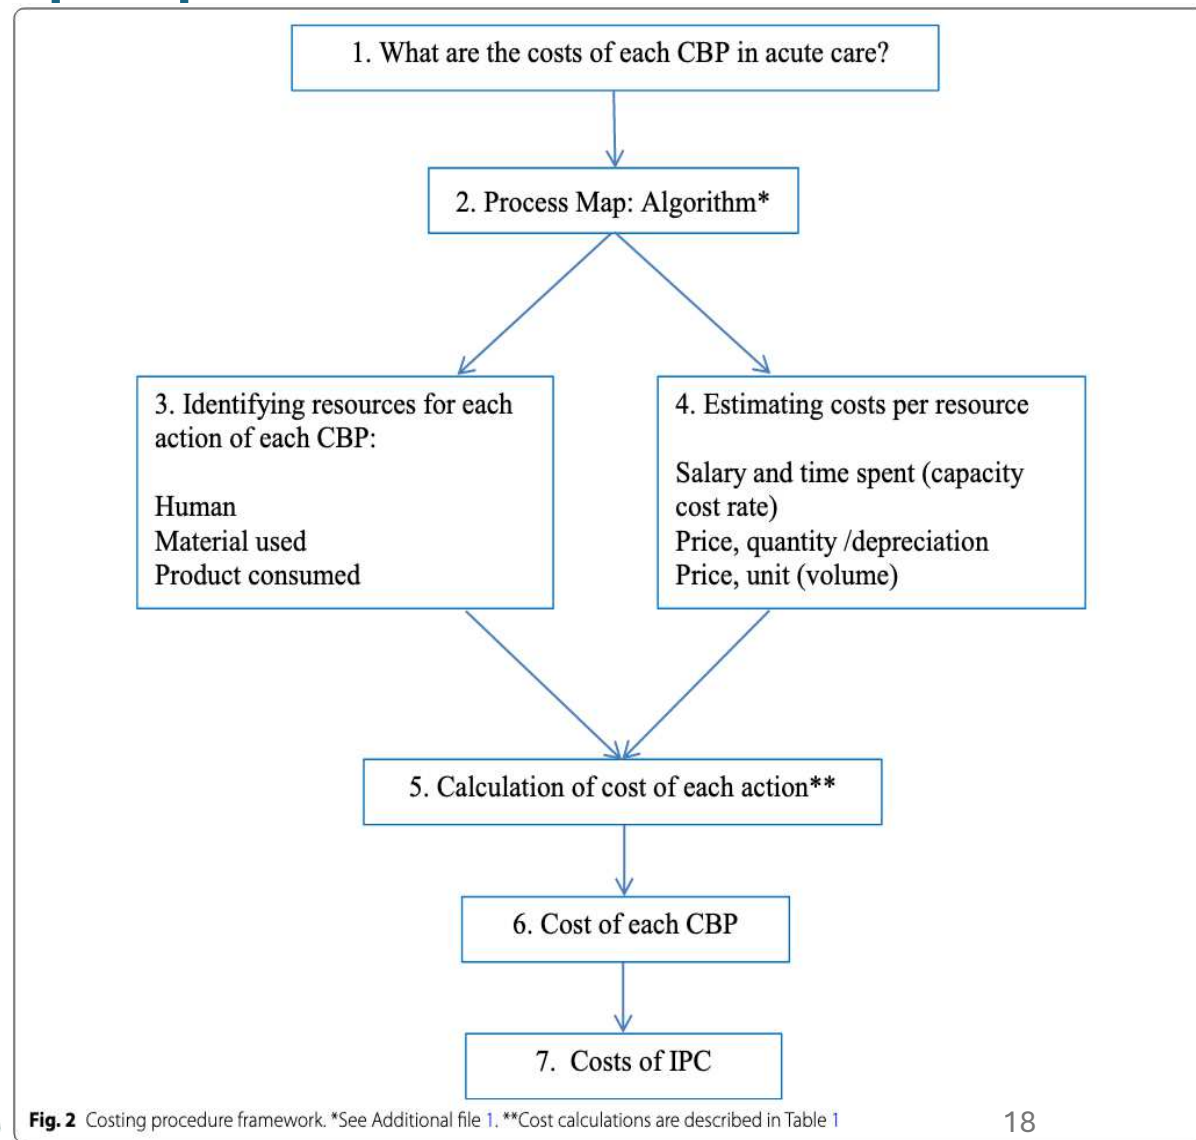 1. What are the costs of each CBP in acute care?
2. Process Map: Algorithm*
3. Identifying resources for each
action of each CBP:
Human
Material used
Product consumed
4. Estimating costs per resource
Salary and time spent (capacity
cost rate)
Price, quantity /depreciation
Price, unit (volume)
5. Calculation of cost of each action**
6. Cost of each CBP
7. Costs of IPC
Fig. 2 Costing procedure framework. *See Additional file 1. **Cost calculations are described in Table 1
18